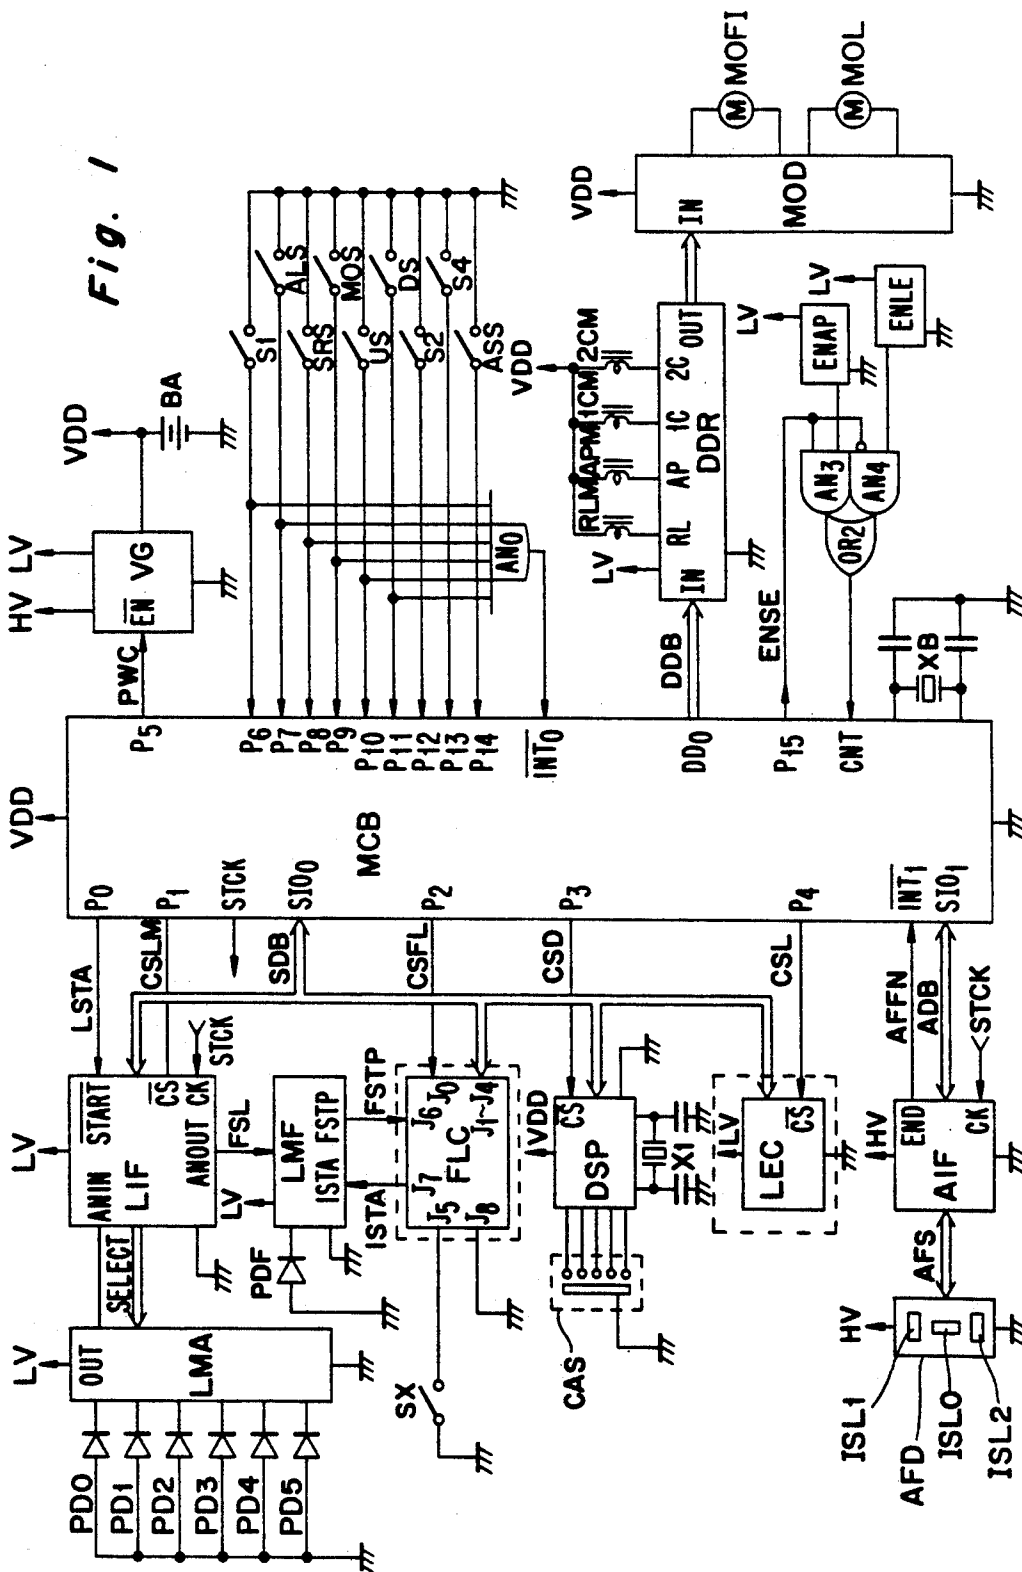 Fig. 1
VDD
LV
HV
LV
VDD
BA
PWC
EN VG
P5
S1
ALS
SRS
MOS
US
DS
S2
S4
ASS
P6
P7
P8
P9
P10
P11
P12
P13
P14
AN0
INT0
VDD
LV
RLM
APM
1CM
2CM
RL
AP
1C
2C
IN
DDR
OUT
DDB
DD0
VDD
IN
MOD
M
MOFI
M
MOL
ENSE
P15
LV
ENAP
LV
ENLE
AN3
AN4
OR2
CNT
XB
MCB
P0
P1
STCK
SIO0
P2
P3
P4
INT1
SIO1
LSTA
CSLM
SDB
CSFL
CSD
CSL
AFFN
ADB
STCK
LV
START
CS
CK
STCK
ANIN
LIF
ANOUT
SELECT
FSL
LV
LMF
ISTA
FSTP
PDF
ISTA
FSTP
J6
J0
J7
FLC
J5
J8
J1~J4
SX
VDD
CS
DSP
X1
CAS
LV
LEC
CS
HV
END
AIF
CK
AFS
HV
ISL1
AFD
ISL0
ISL2
LV
OUT
LMA
PD0
PD1
PD2
PD3
PD4
PD5